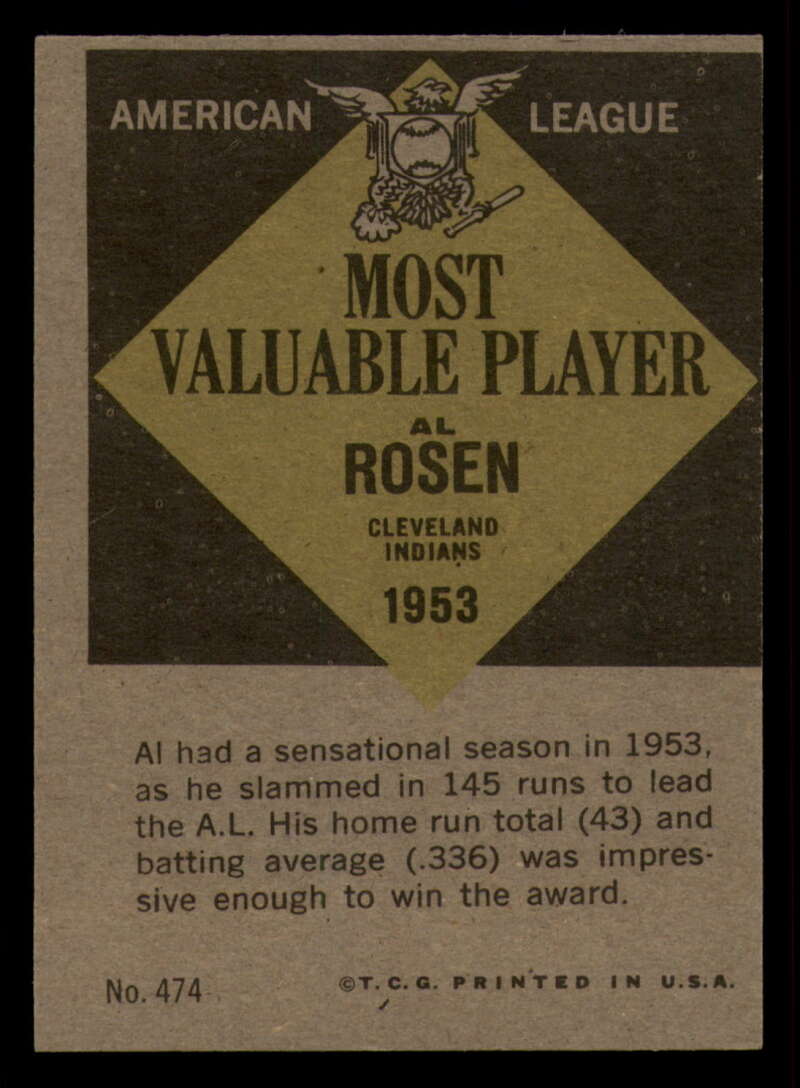 AMERICAN LEAGUE
MOST
VALUABLE PLAYER
AL
ROSEN
CLEVELAND
INDIANS
1953
Al had a sensational season in 1953,
as he slammed in 145 runs to lead
the A.L. His home run total (43) and
batting average (.336) was impres-
sive enough to win the award.
No. 474 ©T.C.G. PRINTED IN U.S.A.